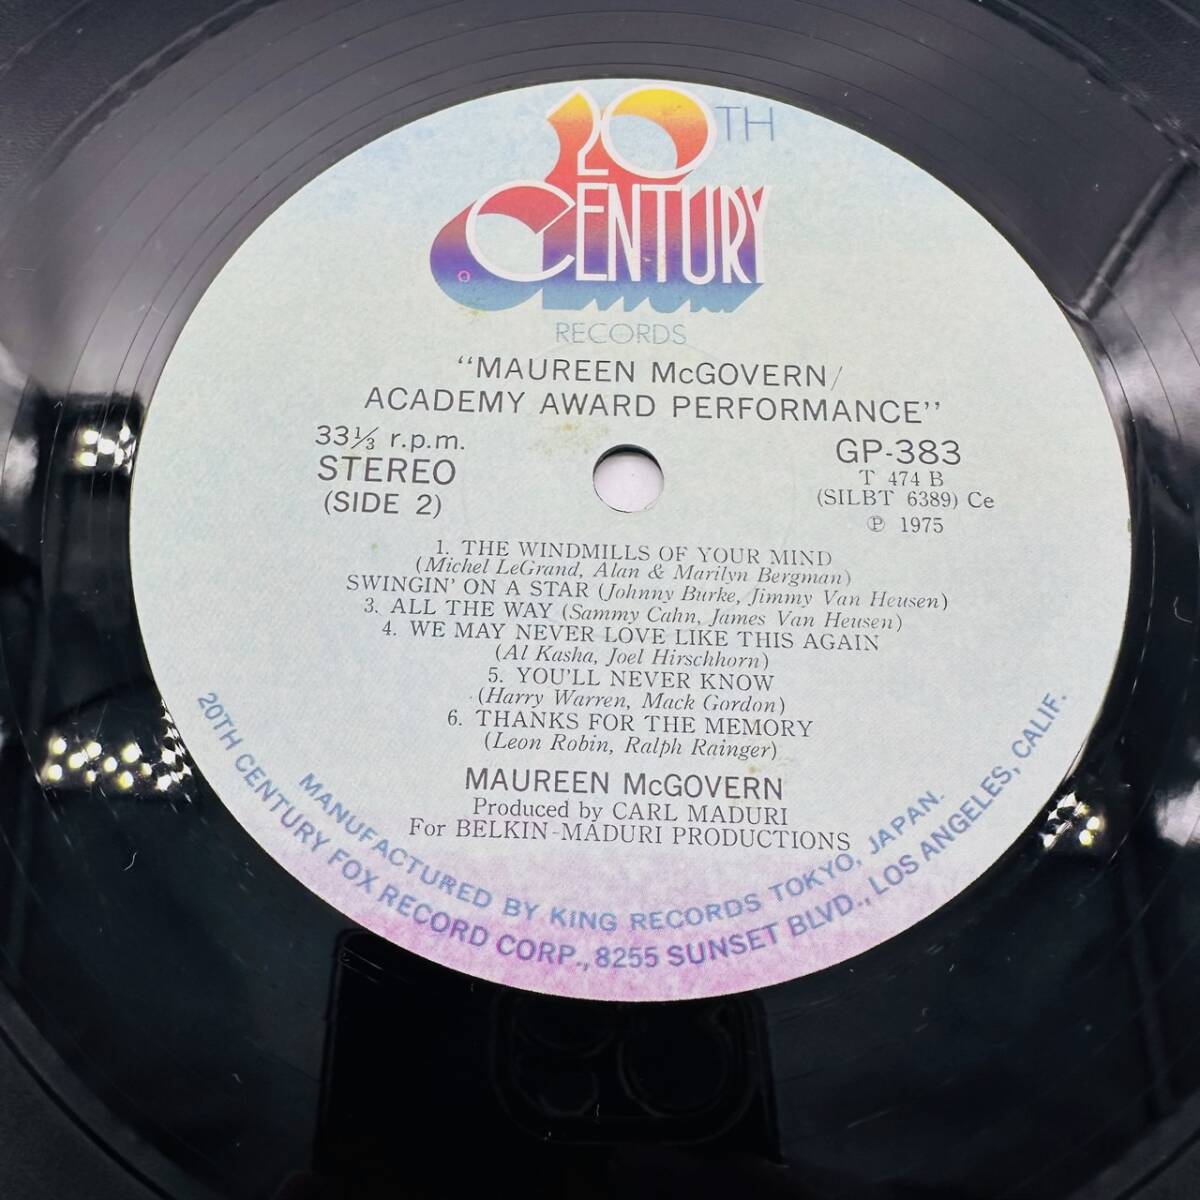 20TH
CENTURY
RECORDS
“MAUREEN McGOVERN/
ACADEMY AWARD PERFORMANCE”
33⅓ r.p.m.
STEREO
(SIDE 2)
GP-383
T 474 B
(SILBT 6389) Ce
℗ 1975
1. THE WINDMILLS OF YOUR MIND
(Michel LeGrand, Alan & Marilyn Bergman)
SWINGIN' ON A STAR (Johnny Burke, Jimmy Van Heusen)
3. ALL THE WAY (Sammy Cahn, James Van Heusen)
4. WE MAY NEVER LOVE LIKE THIS AGAIN
(Al Kasha, Joel Hirschhorn)
5. YOU'LL NEVER KNOW
(Harry Warren, Mack Gordon)
6. THANKS FOR THE MEMORY
(Leon Robin, Ralph Rainger)
MAUREEN McGOVERN
Produced by CARL MADURI
For BELKIN-MADURI PRODUCTIONS
MANUFACTURED BY KING RECORDS TOKYO, JAPAN.
20TH CENTURY FOX RECORD CORP., 8255 SUNSET BLVD., LOS ANGELES, CALIF.